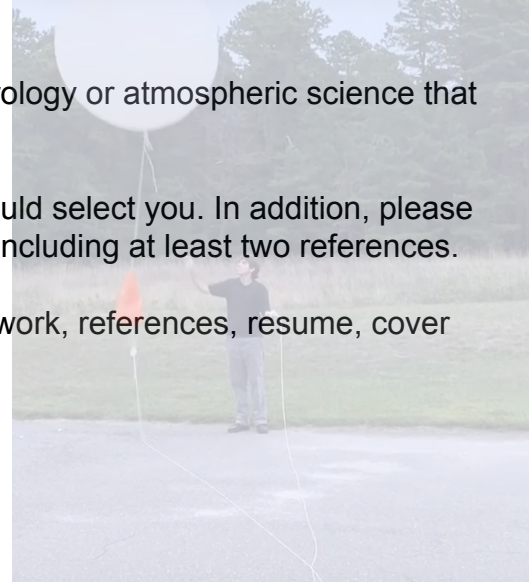 ology or atmospheric science that
uld select you. In addition, please
ncluding at least two references.
work, references, resume, cover